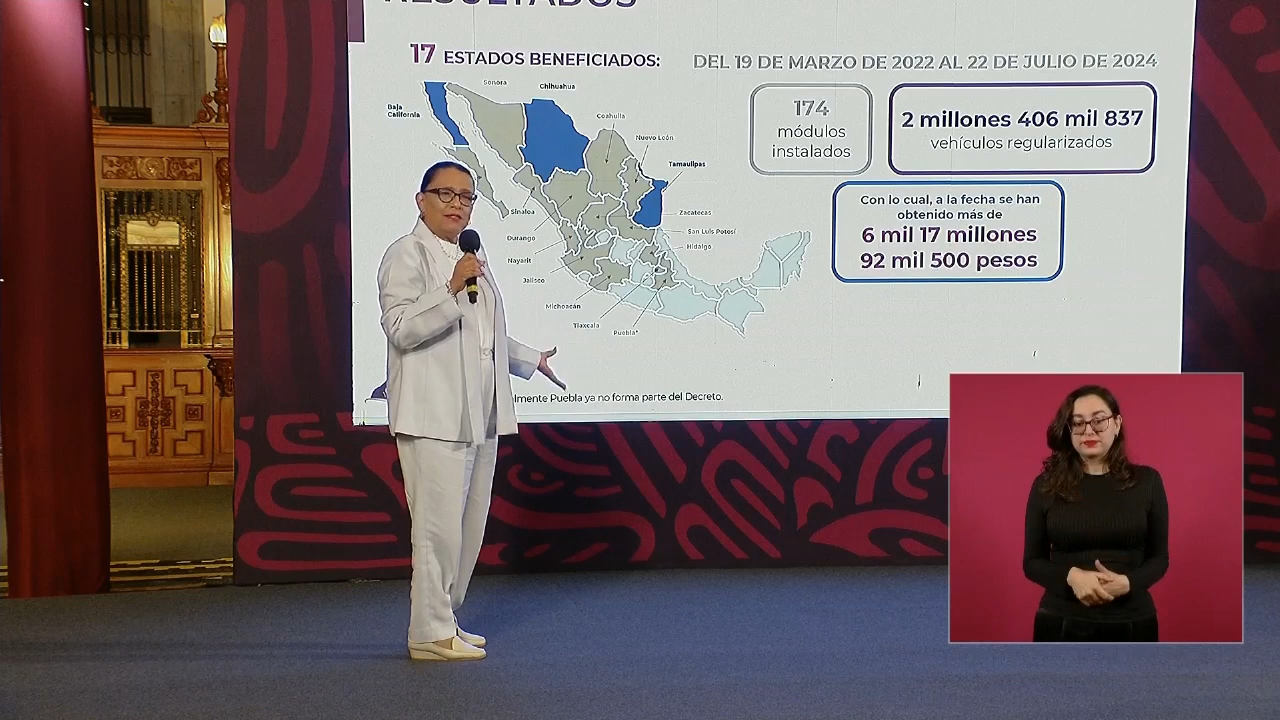 RESULTADOS
17 ESTADOS BENEFICIADOS:
DEL 19 DE MARZO DE 2022 AL 22 DE JULIO DE 2024
Sonora
Chihuahua
Baja
California
Coahuila
Nuevo León
Tamaulipas
Sinaloa
Zacatecas
San Luis Potosí
Durango
Hidalgo
Nayarit
Jalisco
Michoacán
Tlaxcala
Puebla*
174
módulos
instalados
2 millones 406 mil 837
vehículos regularizados
Con lo cual, a la fecha se han
obtenido más de
6 mil 17 millones
92 mil 500 pesos
Puebla ya no forma parte del Decreto.